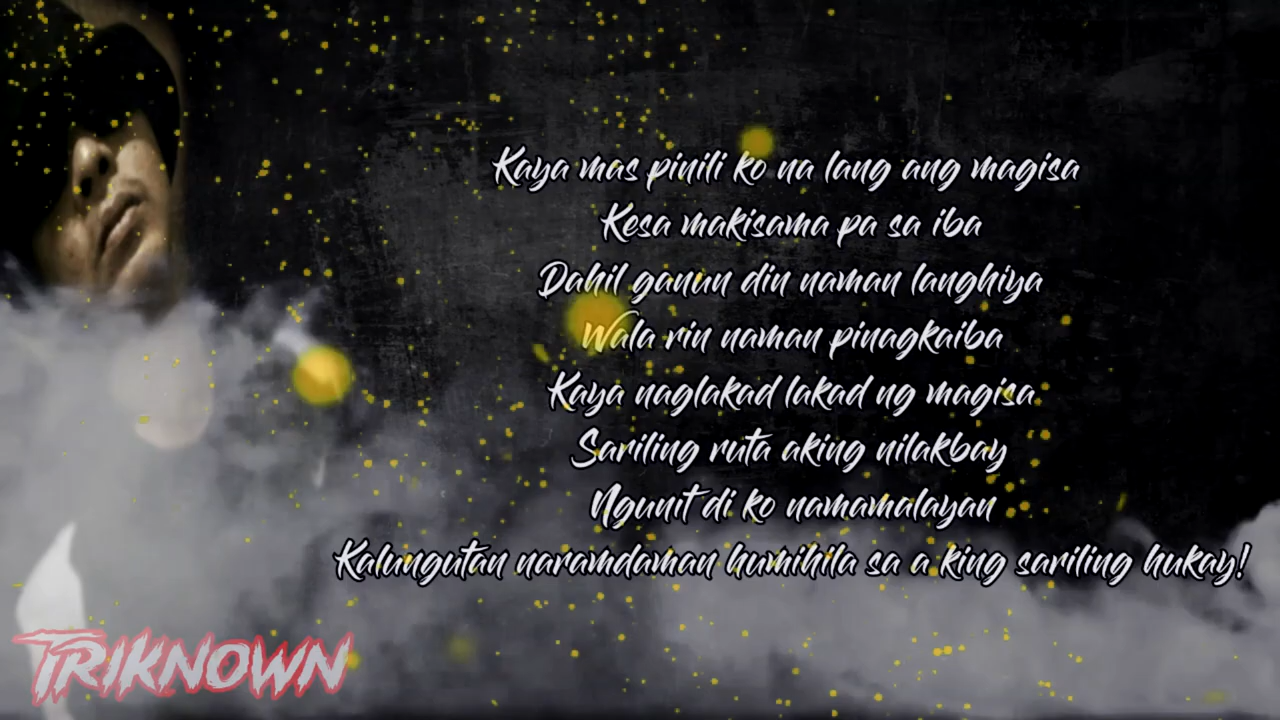 Kaya mas pinili ko na lang ang magisa
Kesa makisama pa sa iba
Dahil ganun din naman langhiya
Wala rin naman pinagkaiba
Kaya naglakad lakad ng magisa
Sariling ruta aking nilakbay
Ngunit di ko namamalayan
Kalungutan naramdaman humihila sa a king sariling hukay!
TRIKNOWN